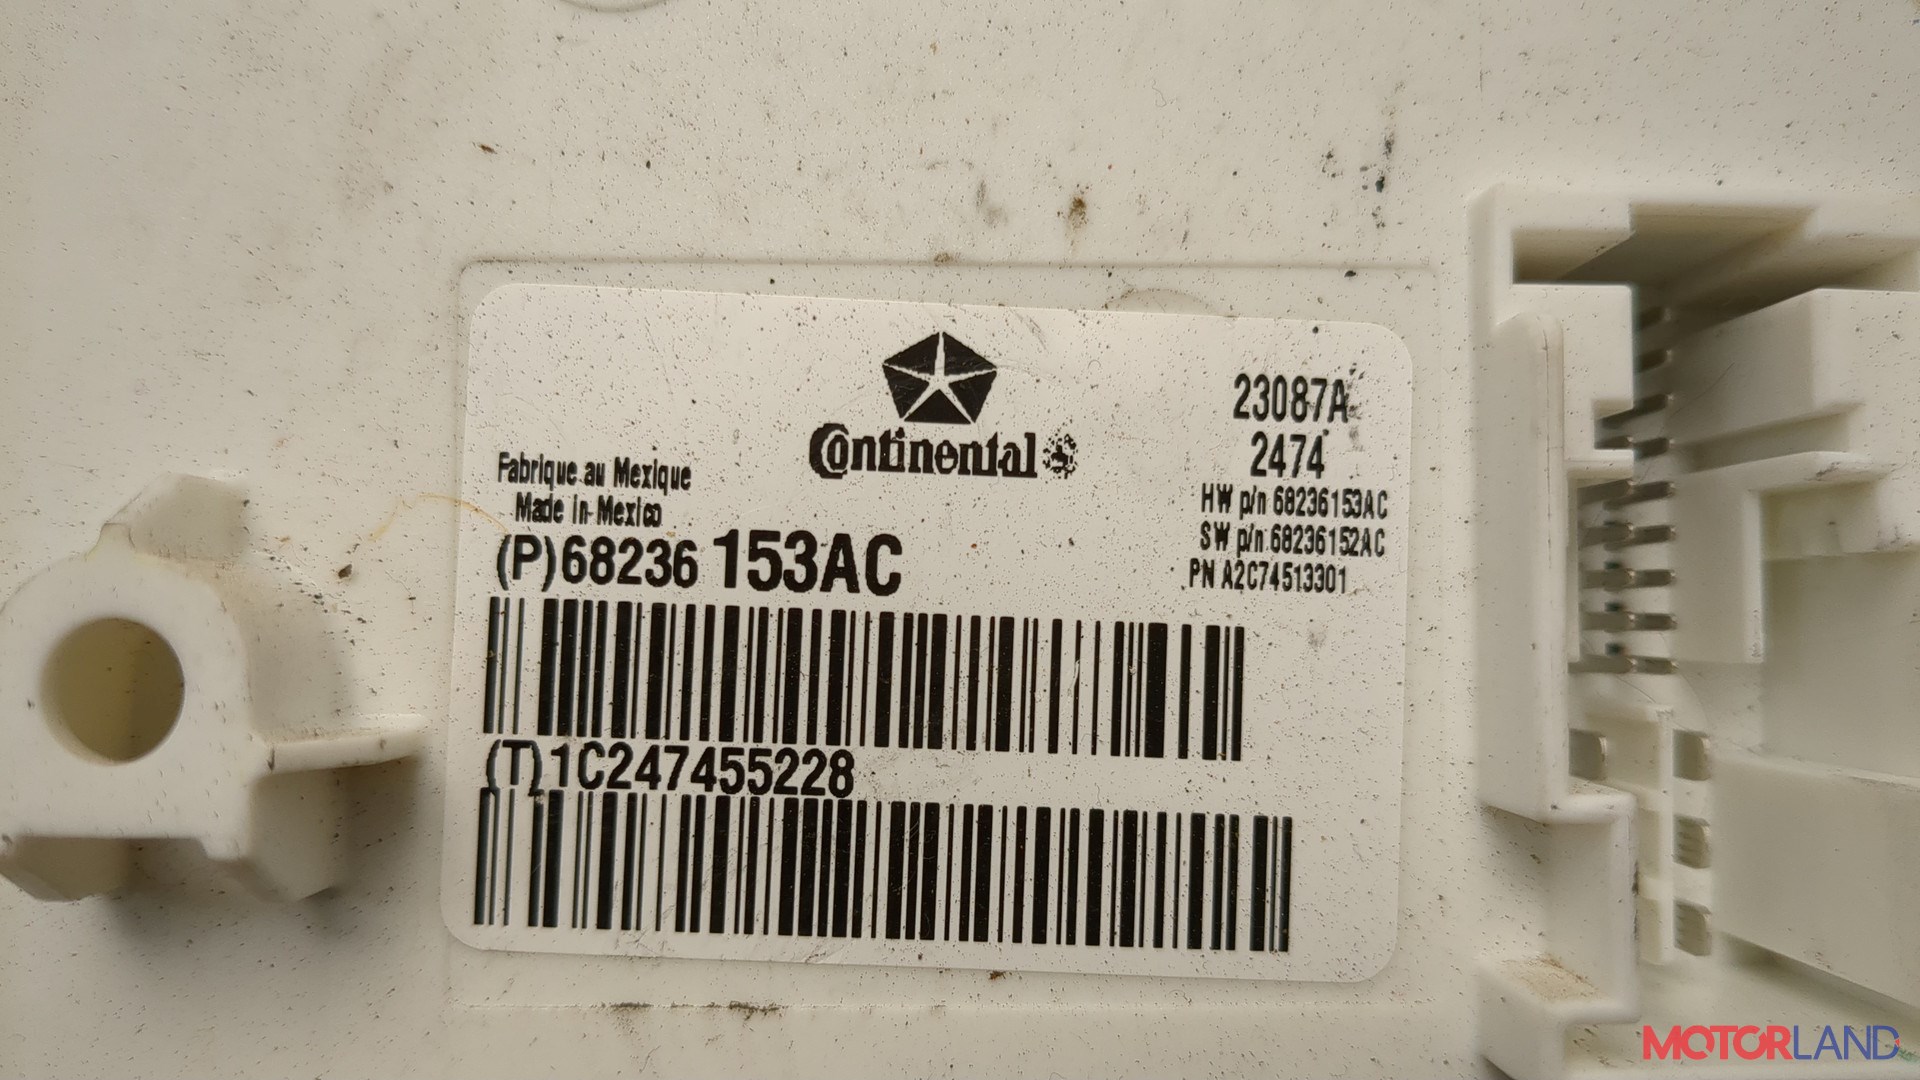 Continental
23087A
2474
HW p/n 68236153AC
SW p/n 68236152AC
PN A2C74513301
Fabrique au Mexique
Made in Mexico
(P)68236 153AC
(T)1C247455228
MOTORLAND